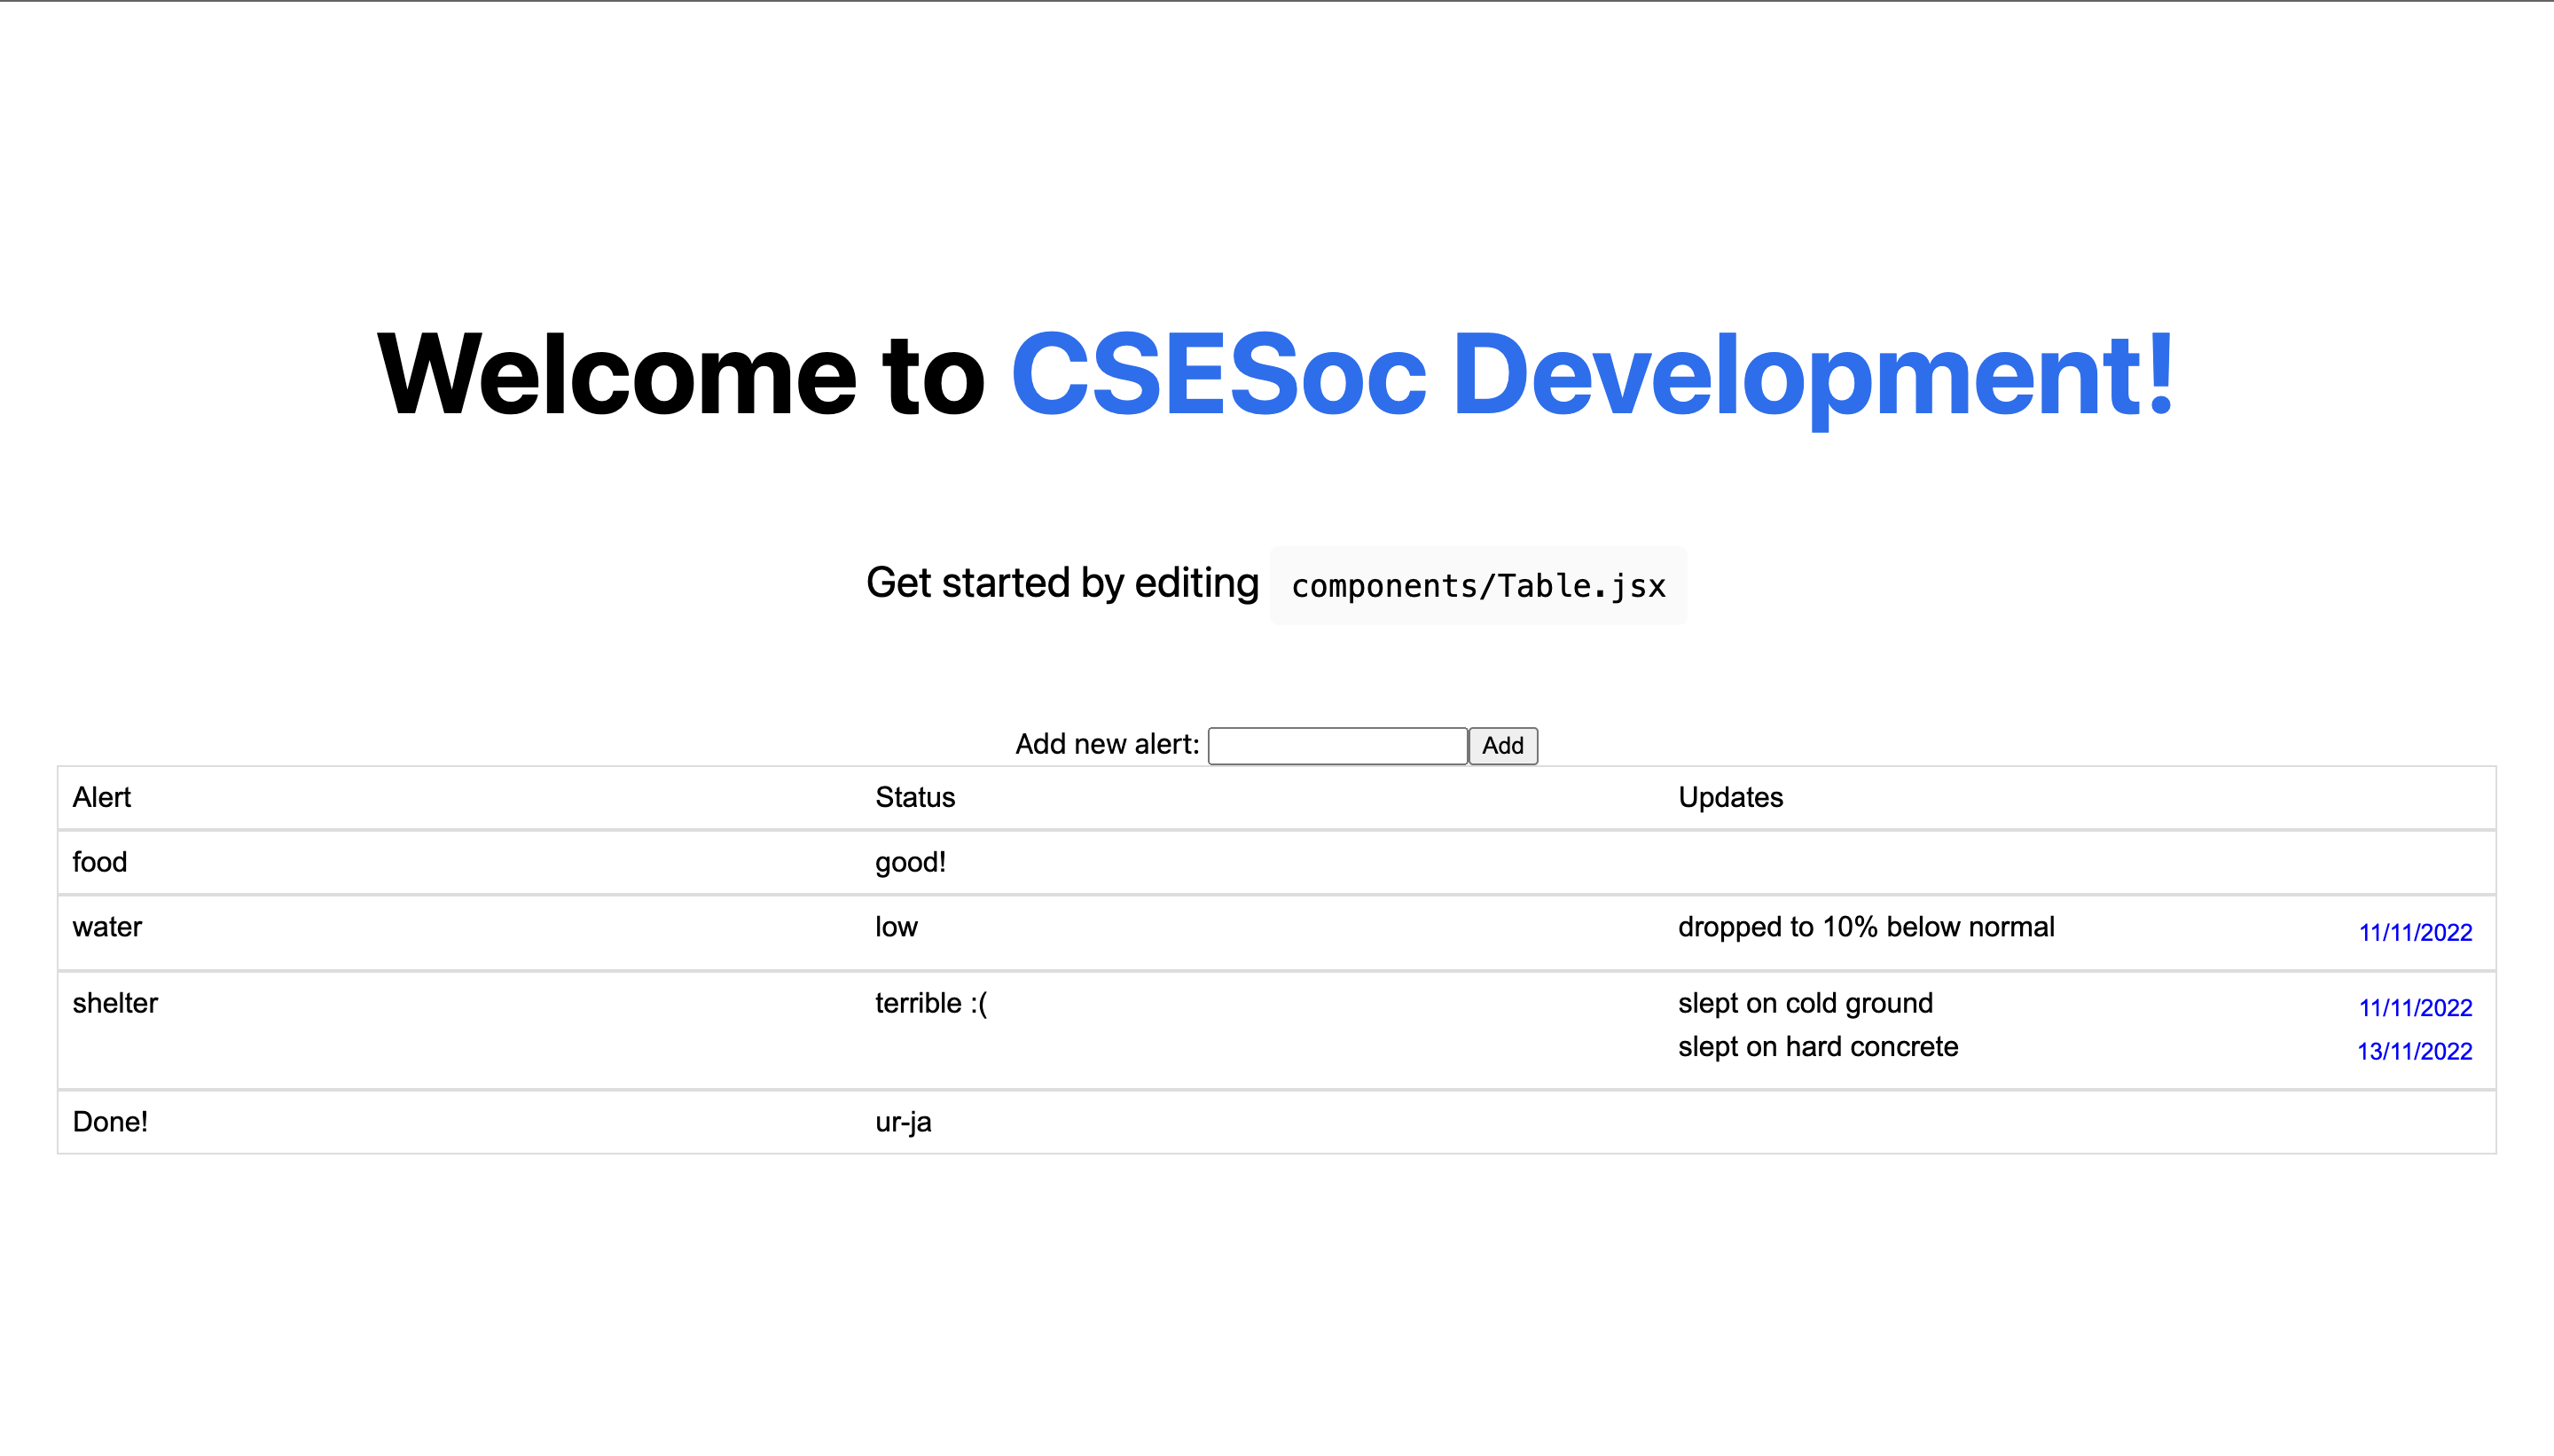 Welcome to CSESoc Development!
Get started by editing components/Table.jsx
Add new alert: Add
Alert Status Updates
food good!
water low dropped to 10% below normal 11/11/2022
shelter terrible :( slept on cold ground 11/11/2022
slept on hard concrete 13/11/2022
Done! ur-ja